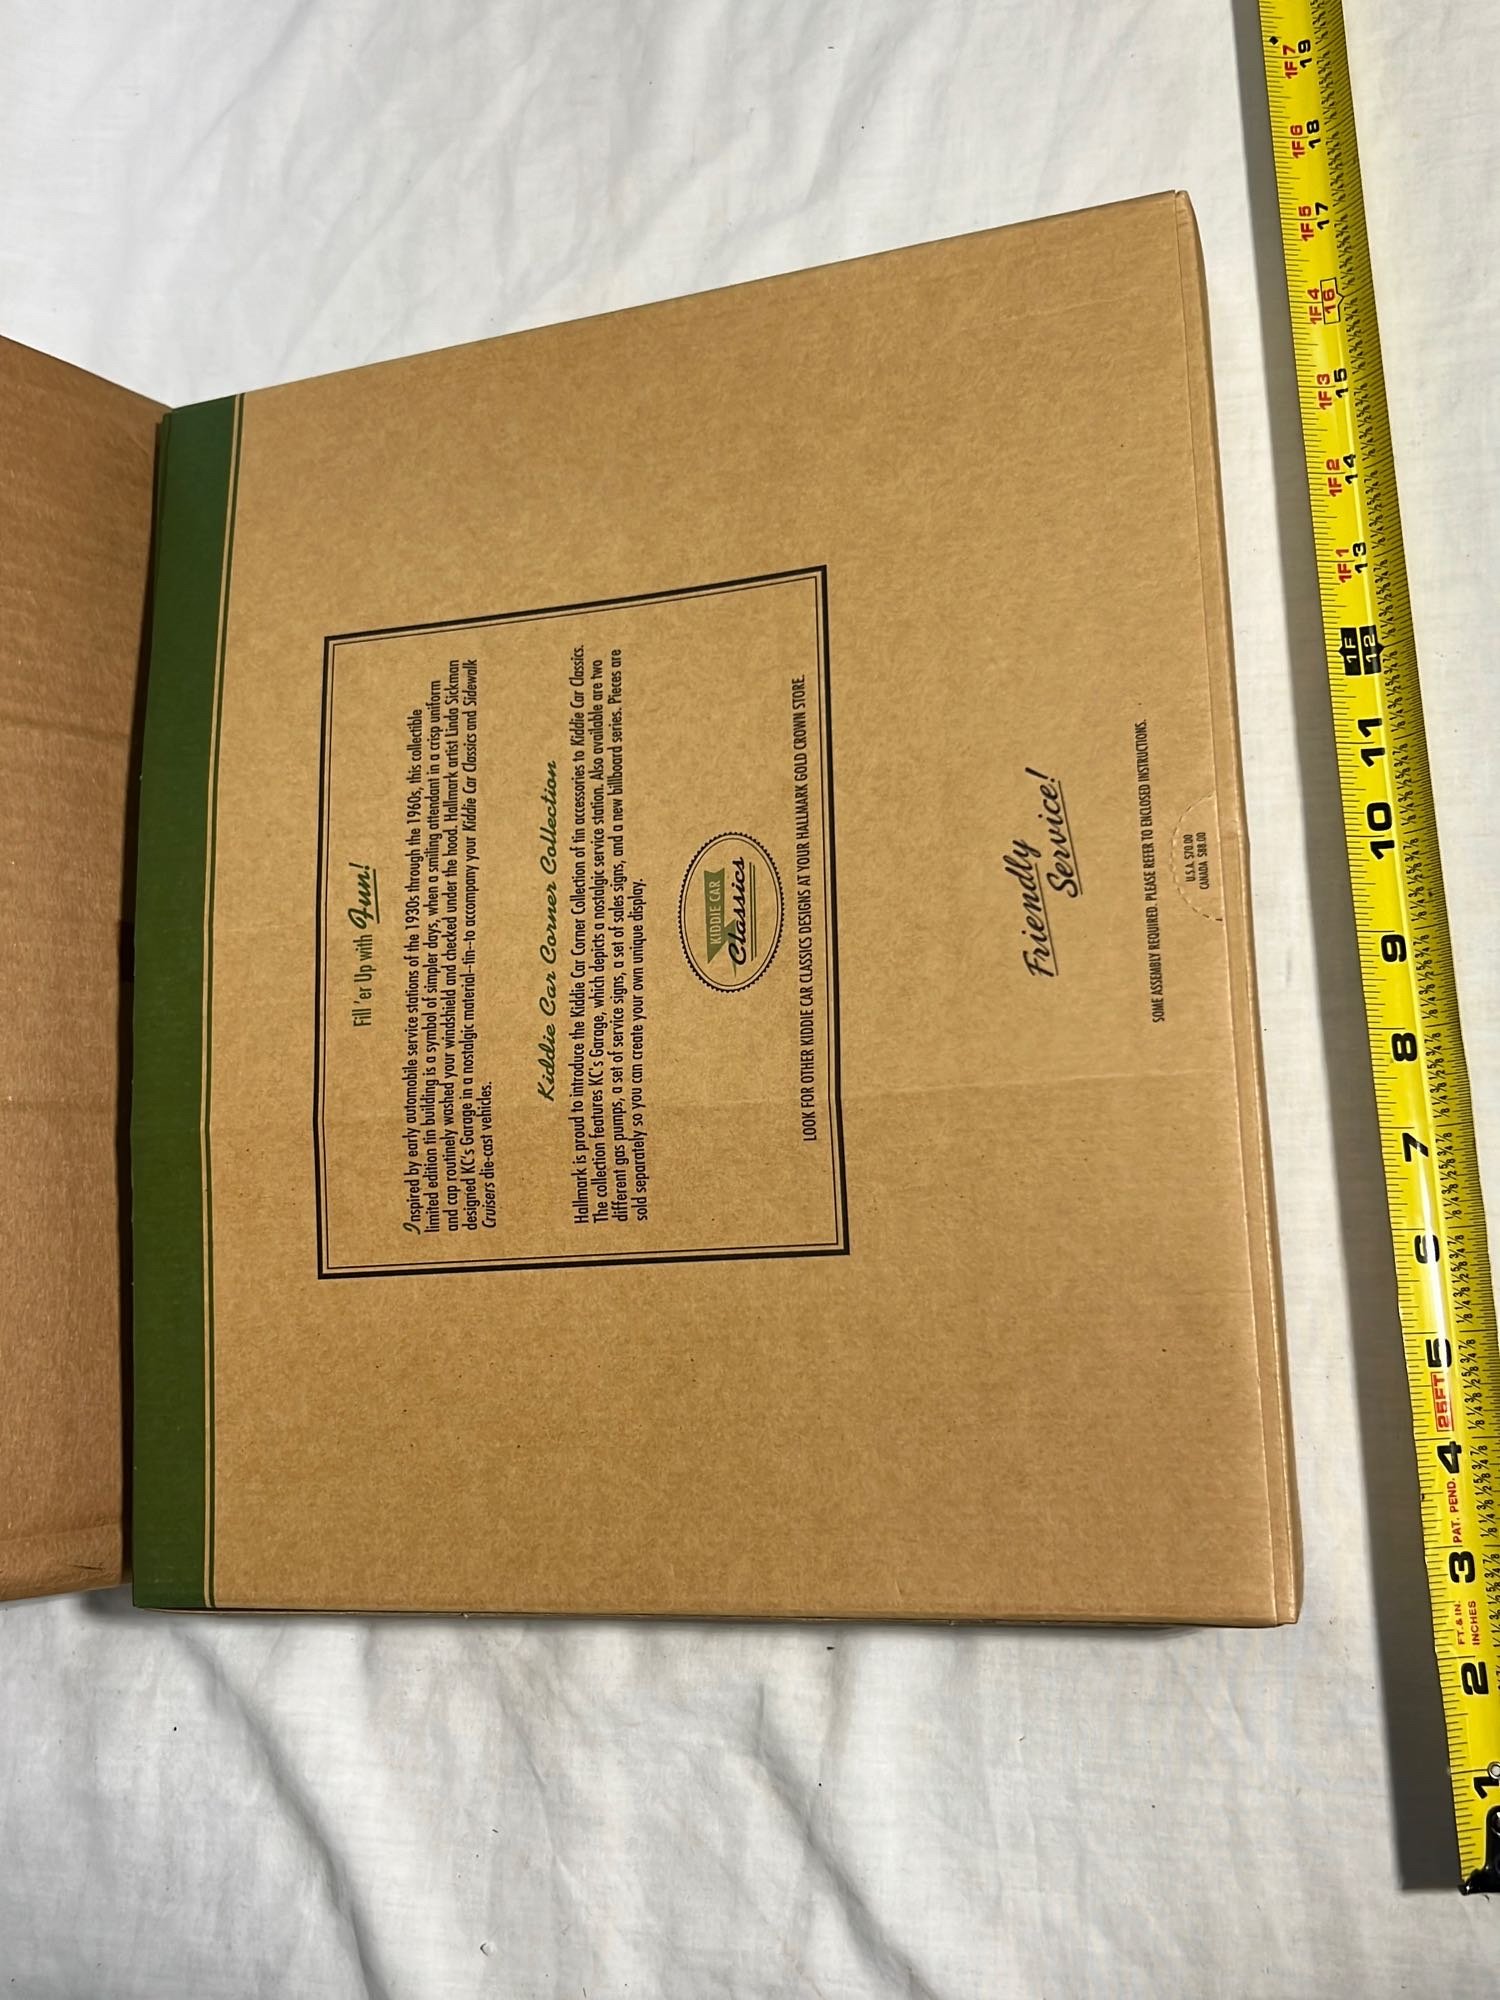 Fill 'er Up with Fun!
Inspired by early automobile service stations of the 1930s through the 1960s, this collectible
limited edition tin building is a symbol of simpler days, when a smiling attendant in a crisp uniform
and cap routinely washed your windshield and checked under the hood. Hallmark artist Linda Sickman
designed KC's Garage in a nostalgic material--tin--to accompany your Kiddie Car Classics and Sidewalk
Cruisers die-cast vehicles.
Kiddie Car Corner Collection
Hallmark is proud to introduce the Kiddie Car Corner Collection of tin accessories to Kiddie Car Classics.
The collection features KC's Garage, which depicts a nostalgic service station. Also available are two
different gas pumps, a set of service signs, a set of sales signs, and a new billboard series. Pieces are
sold separately so you can create your own unique display.
KIDDIE CAR
Classics
LOOK FOR OTHER KIDDIE CAR CLASSICS DESIGNS AT YOUR HALLMARK GOLD CROWN STORE.
Friendly
Service!
SOME ASSEMBLY REQUIRED. PLEASE REFER TO ENCLOSED INSTRUCTIONS.
U.S.A. $70.00
CANADA $88.00
1F 1F1 1F2 1F3 1F4 1F5 1F6 1F7
1 2 3 4 5 6 7 8 9 10 11 12 13 14 15 16 17 18 19
FT. & IN.
INCHES
PAT. PEND.
25FT